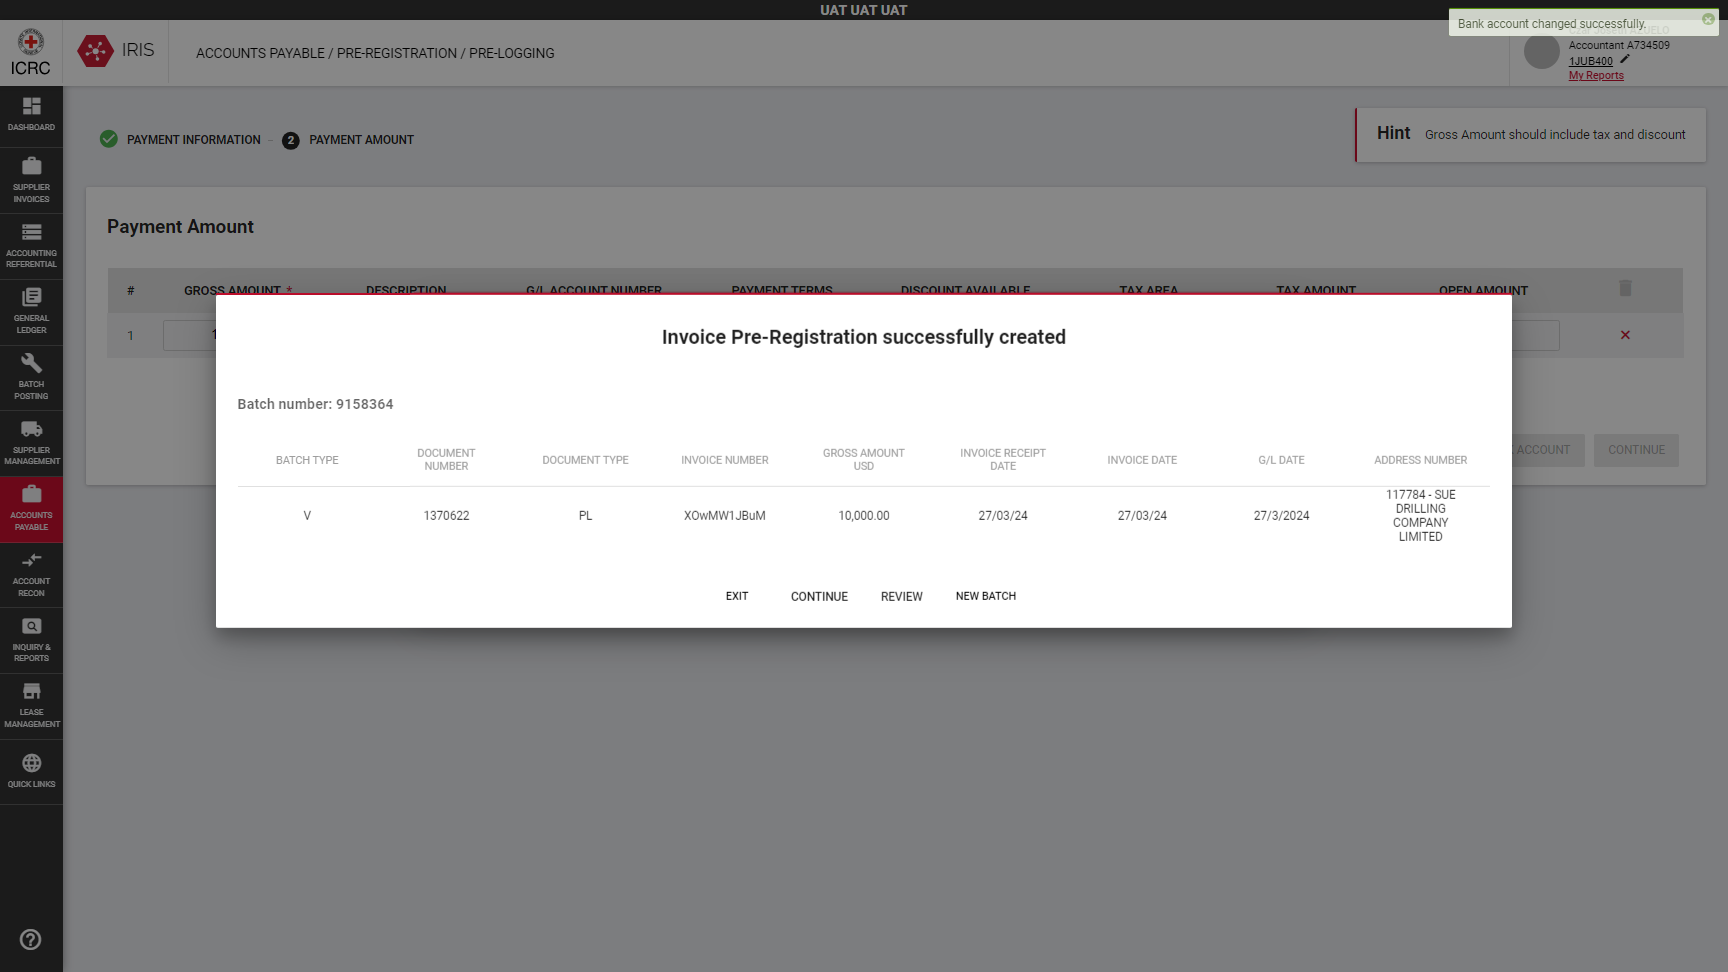 UAT UAT UAT
Bank account changed successfully.
ICRC
IRIS
ACCOUNTS PAYABLE / PRE-REGISTRATION / PRE-LOGGING
Accountant A734509
1JUB400
My Reports
DASHBOARD
SUPPLIER
INVOICES
ACCOUNTING
REFERENTIAL
GENERAL
LEDGER
BATCH
POSTING
SUPPLIER
MANAGEMENT
ACCOUNTS
PAYABLE
ACCOUNT
RECON
INQUIRY &
REPORTS
LEASE
MANAGEMENT
QUICK LINKS
PAYMENT INFORMATION - 2 PAYMENT AMOUNT
Hint Gross Amount should include tax and discount
Payment Amount
# GROSS AMOUNT * DESCRIPTION G/L ACCOUNT NUMBER PAYMENT TERMS DISCOUNT AVAILABLE TAX AREA TAX AMOUNT OPEN AMOUNT
1 1
ACCOUNT CONTINUE
Invoice Pre-Registration successfully created
Batch number: 9158364
BATCH TYPE DOCUMENT NUMBER DOCUMENT TYPE INVOICE NUMBER GROSS AMOUNT USD INVOICE RECEIPT DATE INVOICE DATE G/L DATE ADDRESS NUMBER
V 1370622 PL XOwMW1JBuM 10,000.00 27/03/24 27/03/24 27/3/2024 117784 - SUE
DRILLING
COMPANY
LIMITED
EXIT CONTINUE REVIEW NEW BATCH